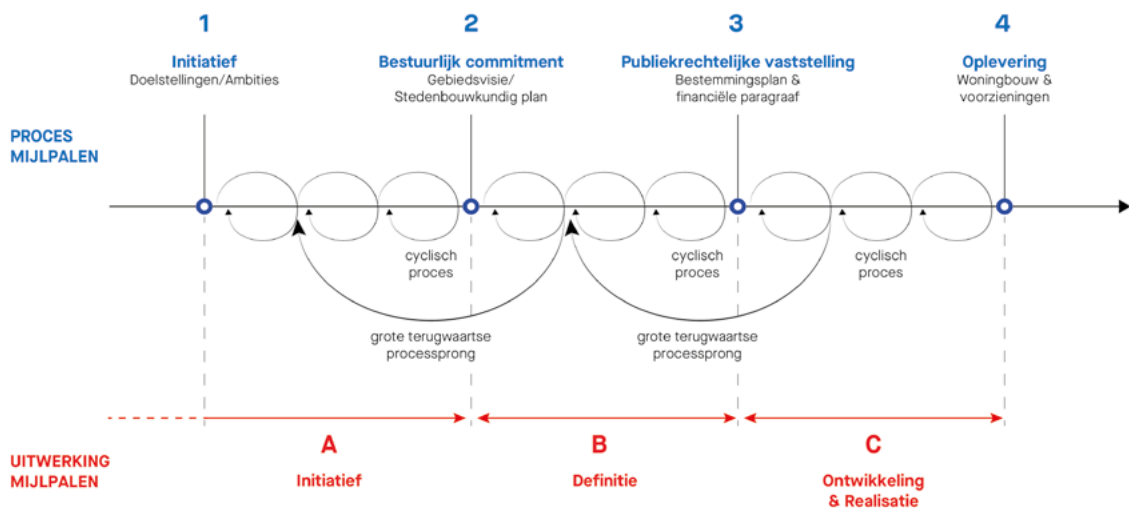 1
2
3
4
Initiatief
Doelstellingen/Ambities
Bestuurlijk commitment
Gebiedsvisie/
Stedenbouwkundig plan
Publiekrechtelijke vaststelling
Bestemmingsplan &
financiële paragraaf
Oplevering
Woningbouw &
voorzieningen
PROCES
MIJLPALEN
cyclisch
proces
cyclisch
proces
cyclisch
proces
grote terugwaartse
processprong
grote terugwaartse
processprong
A
B
C
UITWERKING
MIJLPALEN
Initiatief
Definitie
Ontwikkeling
& Realisatie